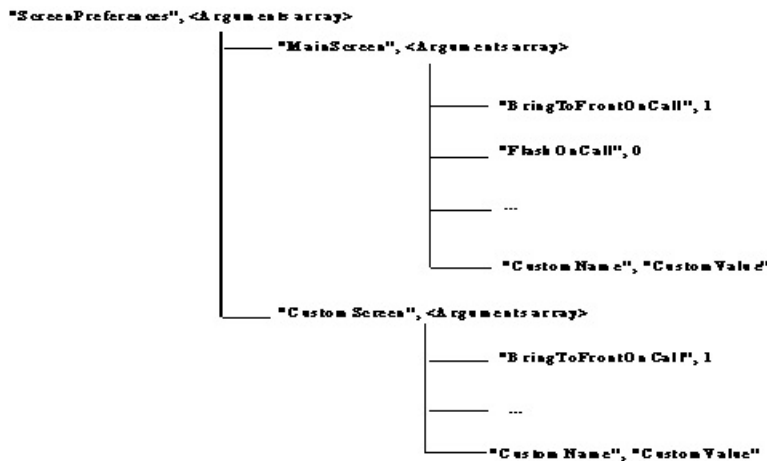 "ScreenPreferences", <Arguments array>
"MainScreen", <Arguments array>
"BringToFrontOnCall", 1
"FlashOnCall", 0
...
"CustomName", "CustomValue"
"CustomScreen", <Arguments array>
"BringToFrontOnCall", 1
...
"CustomName", "CustomValue"